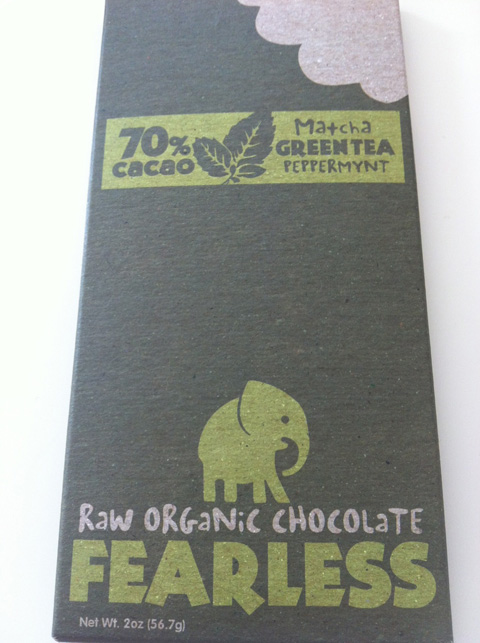 70%
cacao
Matcha
GREEN TEA
PEPPERMYNT
RaW ORGaNiC CHOCOLaTE
FEARLESS
Net Wt. 2oz (56.7g)